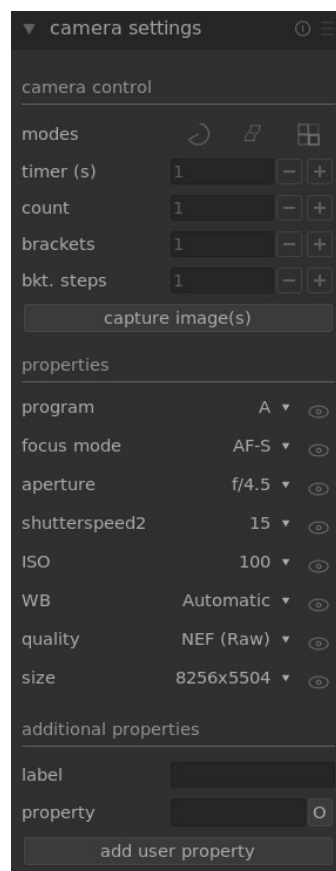 camera settings
camera control
modes
timer (s) 1 − +
count 1 − +
brackets 1 − +
bkt. steps 1 − +
capture image(s)
properties
program A
focus mode AF-S
aperture f/4.5
shutterspeed2 15
ISO 100
WB Automatic
quality NEF (Raw)
size 8256x5504
additional properties
label
property O
add user property